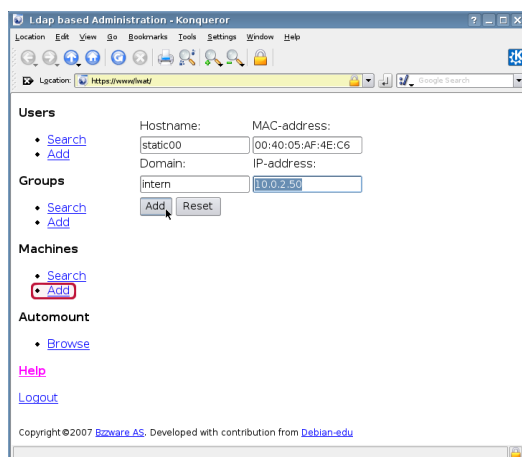 Ldap based Administration - Konqueror
Location Edit View Go Bookmarks Tools Settings Window Help
Location: https://www/lwat/
Google Search
Users
Search
Add
Groups
Search
Add
Machines
Search
Add
Automount
Browse
Help
Logout
Hostname: MAC-address:
static00 00:40:05:AF:4E:C6
Domain: IP-address:
intern 10.0.2.50
Add Reset
Copyright©2007 Bzzware AS. Developed with contribution from Debian-edu